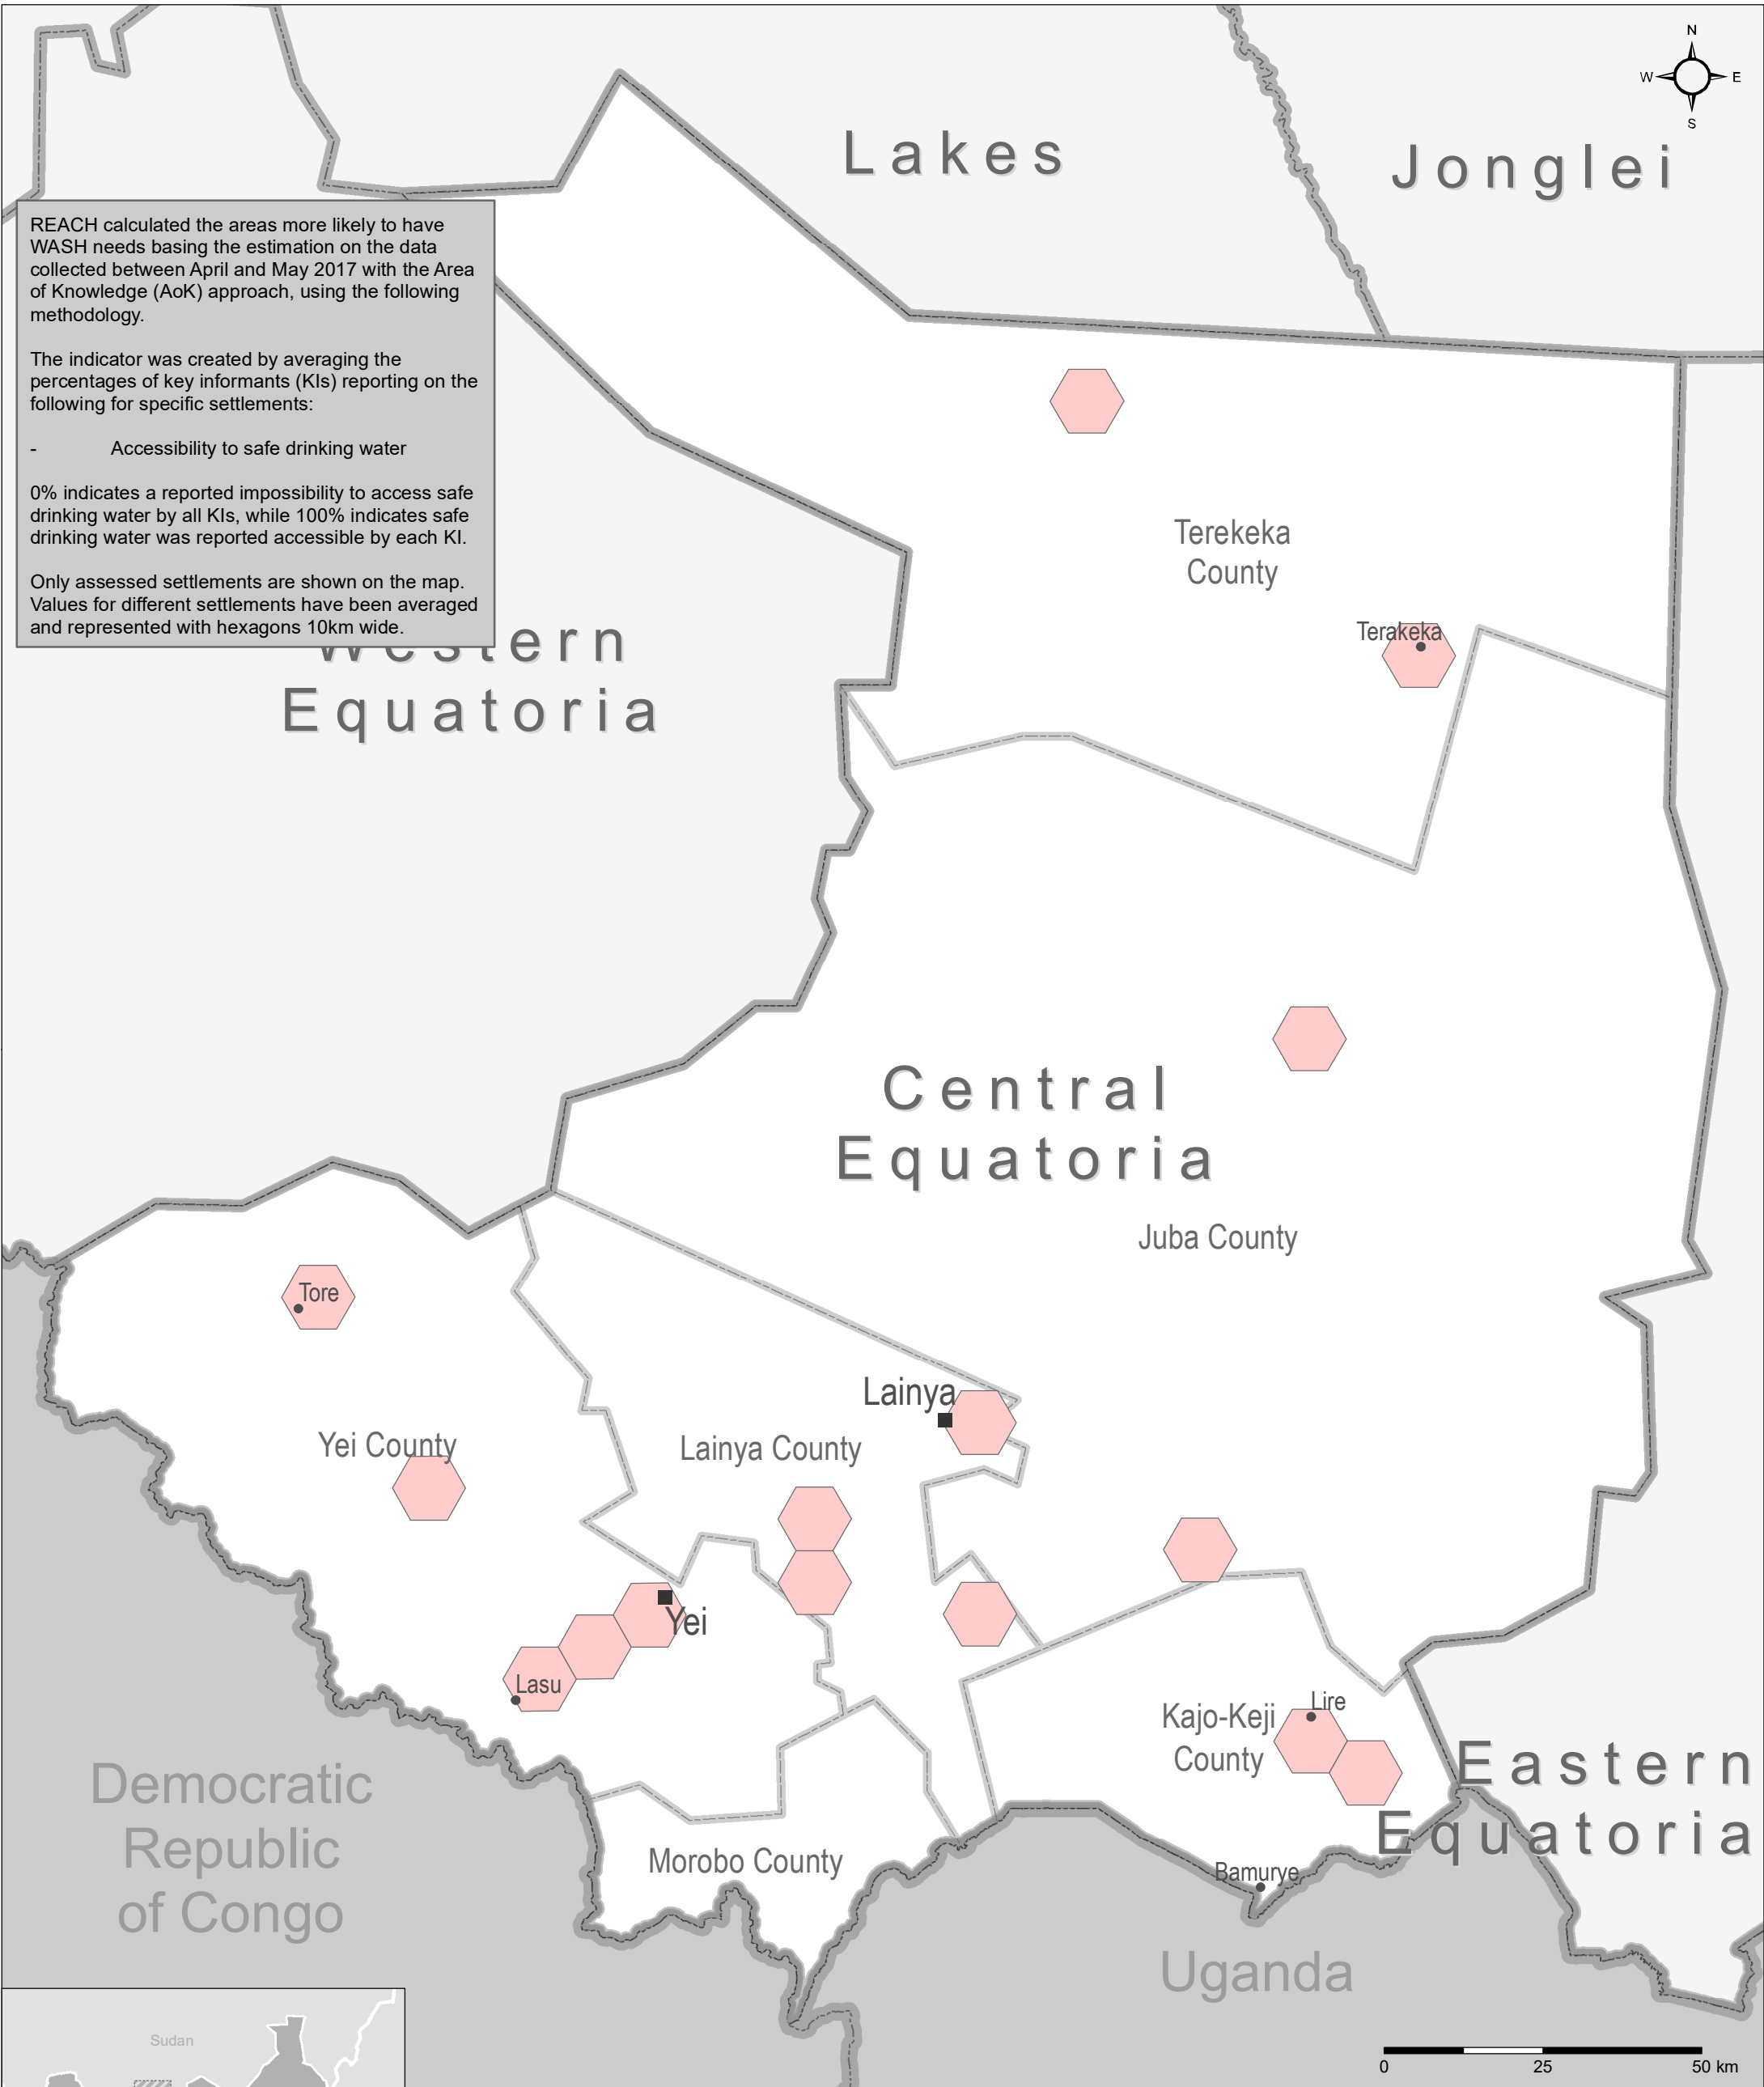 N
W E
S
Lakes
Jonglei
REACH calculated the areas more likely to have
WASH needs basing the estimation on the data
collected between April and May 2017 with the Area
of Knowledge (AoK) approach, using the following
methodology.
The indicator was created by averaging the
percentages of key informants (KIs) reporting on the
following for specific settlements:
- Accessibility to safe drinking water
0% indicates a reported impossibility to access safe
drinking water by all KIs, while 100% indicates safe
drinking water was reported accessible by each KI.
Only assessed settlements are shown on the map.
Values for different settlements have been averaged
and represented with hexagons 10km wide.
Western
Equatoria
Terekeka
County
Terakeka
Central
Equatoria
Juba County
Tore
Lainya
Yei County
Lainya County
Yei
Lasu
Lire
Kajo-Keji
County
Eastern
Equatoria
Democratic
Republic
of Congo
Morobo County
Bamurye
Uganda
Sudan
0 25 50 km